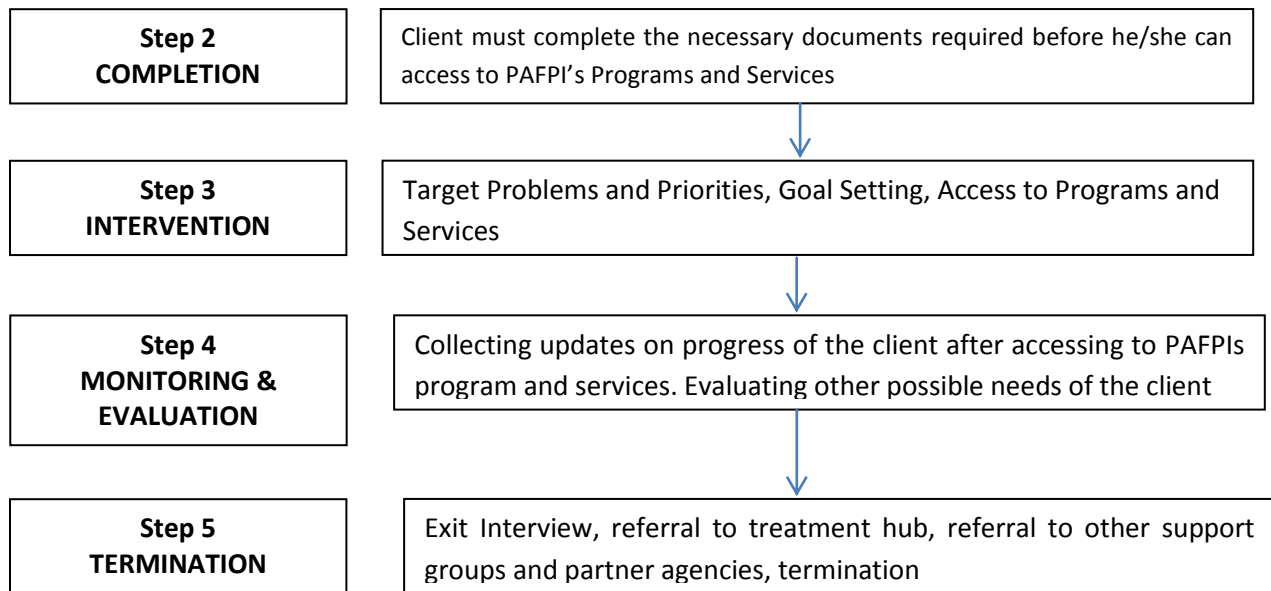 Step 2
COMPLETION
Client must complete the necessary documents required before he/she can
access to PAFPI's Programs and Services
Step 3
INTERVENTION
Target Problems and Priorities, Goal Setting, Access to Programs and
Services
Step 4
MONITORING &
EVALUATION
Collecting updates on progress of the client after accessing to PAFPIs
program and services. Evaluating other possible needs of the client
Step 5
TERMINATION
Exit Interview, referral to treatment hub, referral to other support
groups and partner agencies, termination